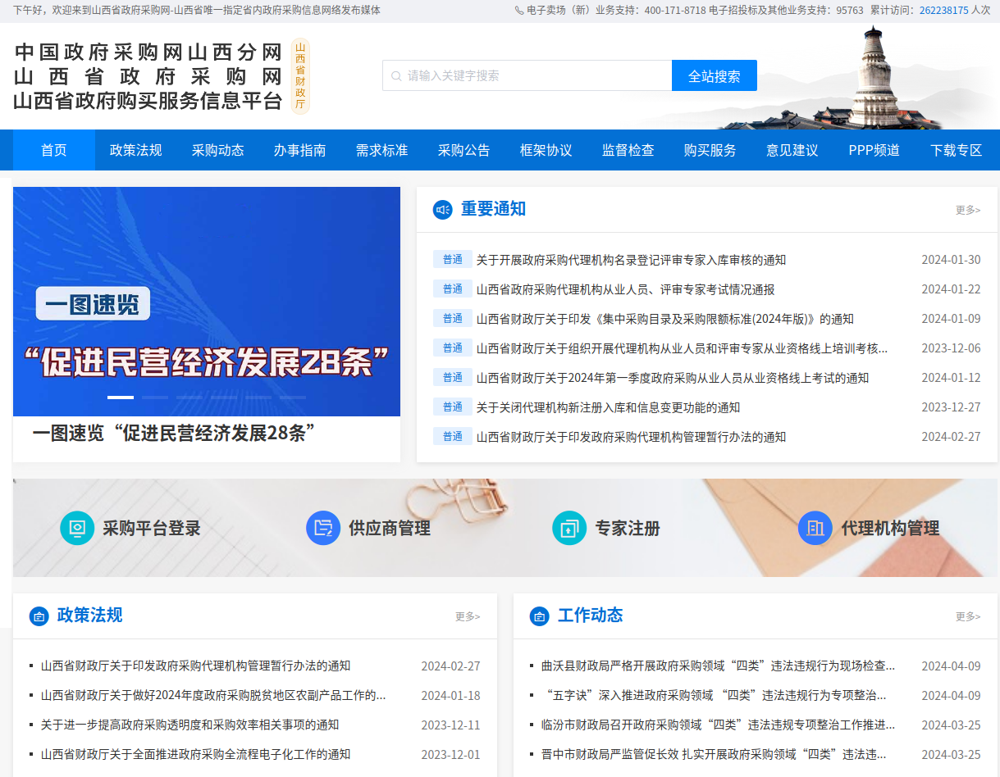 下午好，欢迎来到山西省政府采购网-山西省唯一指定省内政府采购信息网络发布媒体
电子卖场（新）业务支持：400-171-8718 电子招投标及其他业务支持：95763 累计访问：262238175 人次
中国政府采购网山西分网
山西省政府采购网
山西省政府购买服务信息平台
山西省财政厅
请输入关键字搜索
全站搜索
首页 政策法规 采购动态 办事指南 需求标准 采购公告 框架协议 监督检查 购买服务 意见建议 PPP频道 下载专区
一图速览
“促进民营经济发展28条”
一图速览“促进民营经济发展28条”
重要通知 更多>
普通 关于开展政府采购代理机构名录登记评审专家入库审核的通知 2024-01-30
普通 山西省政府采购代理机构从业人员、评审专家考试情况通报 2024-01-22
普通 山西省财政厅关于印发《集中采购目录及采购限额标准(2024年版)》的通知 2024-01-09
普通 山西省财政厅关于组织开展代理机构从业人员和评审专家从业资格线上培训考核... 2023-12-06
普通 山西省财政厅关于2024年第一季度政府采购从业人员从业资格线上考试的通知 2024-01-12
普通 关于关闭代理机构新注册入库和信息变更功能的通知 2023-12-27
普通 山西省财政厅关于印发政府采购代理机构管理暂行办法的通知 2024-02-27
采购平台登录 供应商管理 专家注册 代理机构管理
政策法规 更多>
山西省财政厅关于印发政府采购代理机构管理暂行办法的通知 2024-02-27
山西省财政厅关于做好2024年度政府采购脱贫地区农副产品工作的... 2024-01-18
关于进一步提高政府采购透明度和采购效率相关事项的通知 2023-12-11
山西省财政厅关于全面推进政府采购全流程电子化工作的通知 2023-12-01
工作动态 更多>
曲沃县财政局严格开展政府采购领域“四类”违法违规行为现场检查... 2024-04-09
“五字诀”深入推进政府采购领域 “四类”违法违规行为专项整治... 2024-04-09
临汾市财政局召开政府采购领域“四类”违法违规专项整治工作推进... 2024-03-25
晋中市财政局严监管促长效 扎实开展政府采购领域“四类”违法违... 2024-03-25